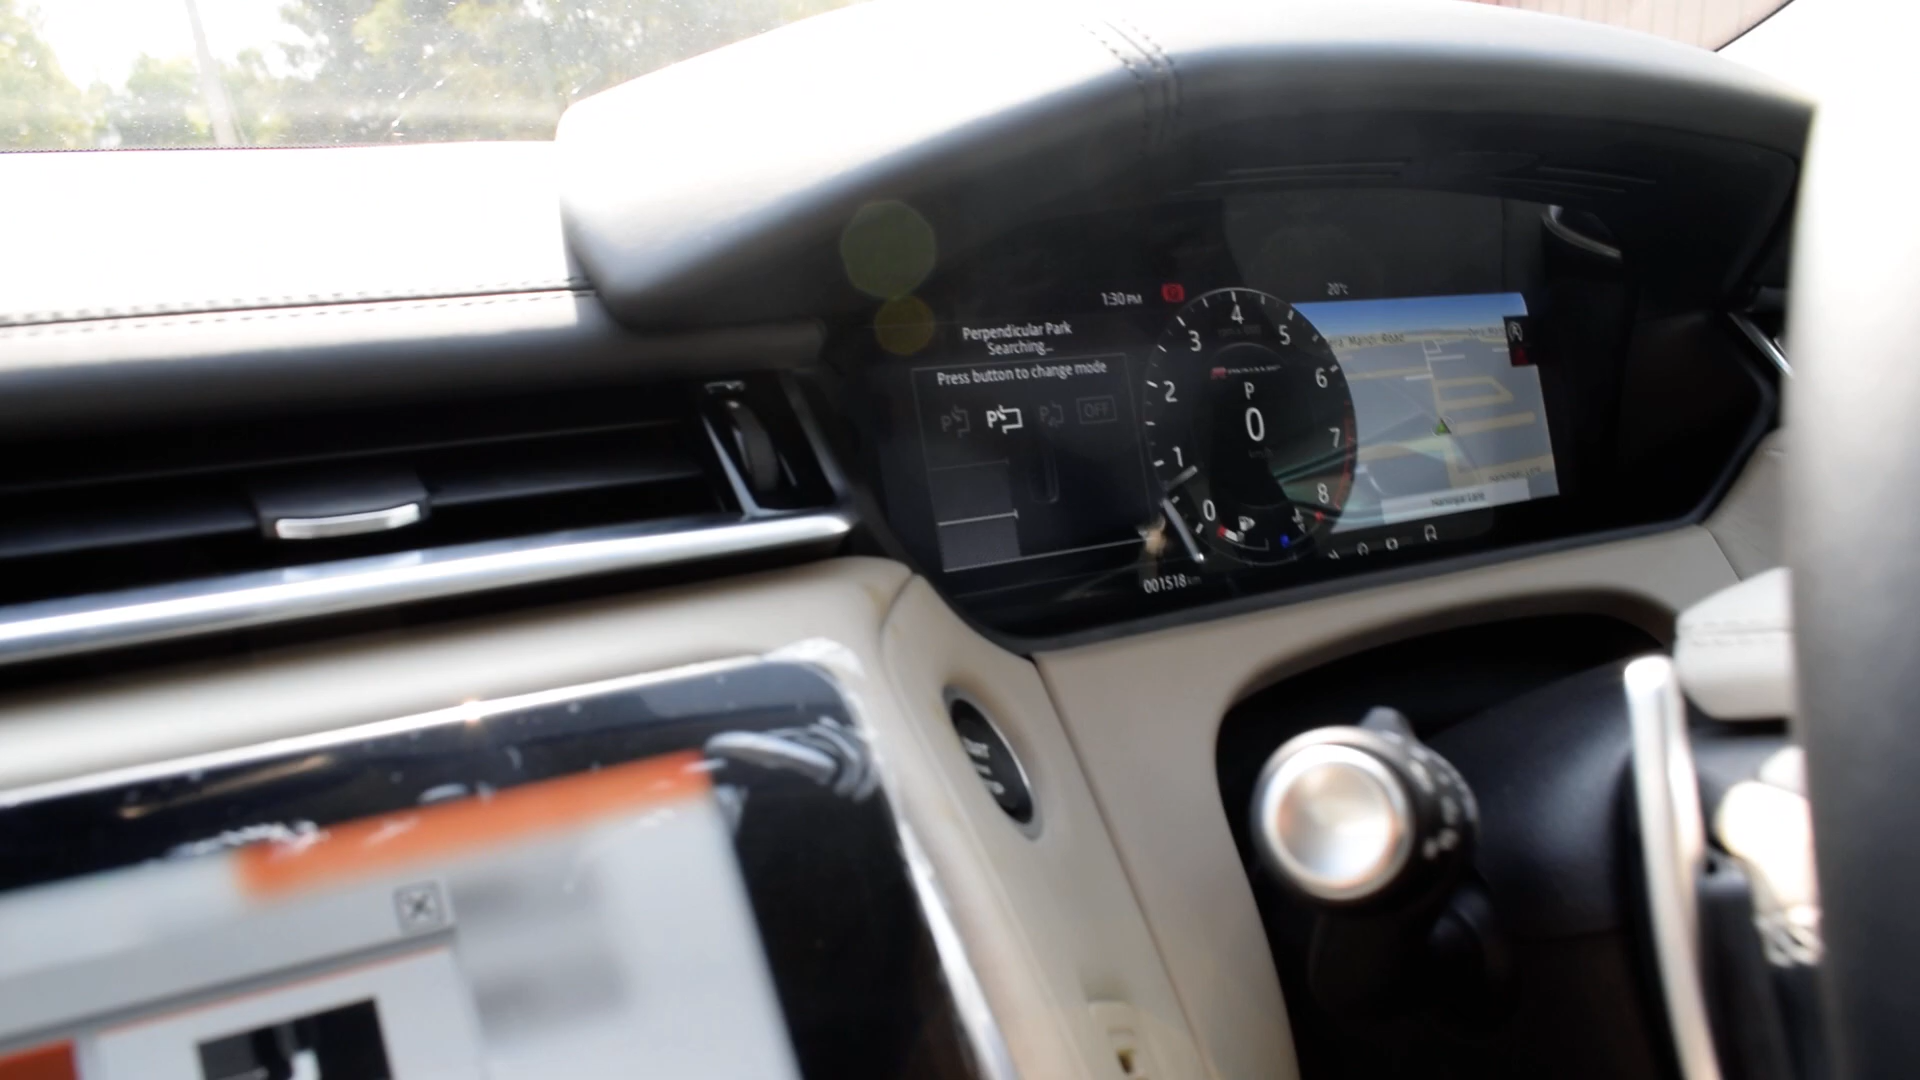 1:30 PM
20°c
Perpendicular Park
Searching...
Press button to change mode
P
P
P
OFF
0
1
2
3
4
5
6
7
8
P
0
km/h
001518 km